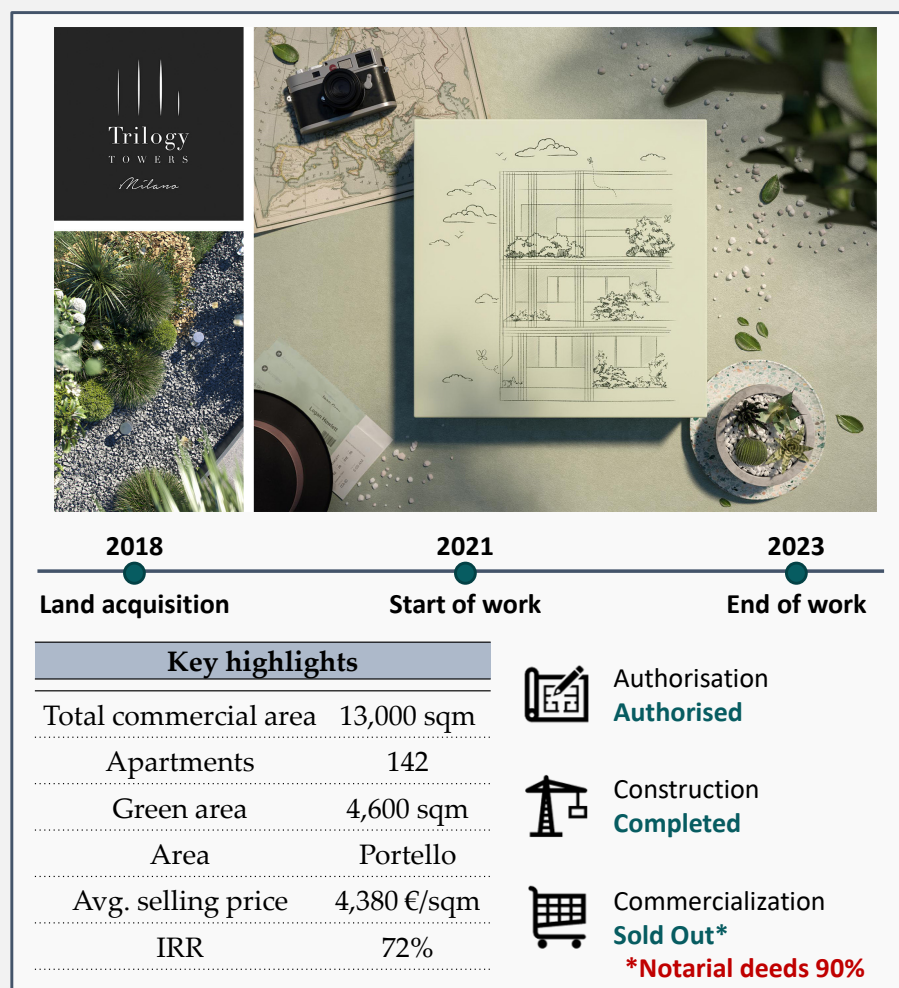 Trilogy
TOWERS
Milano
Logan Howlett
2018
2021
2023
Land acquisition
Start of work
End of work
Key highlights
Total commercial area 13,000 sqm
Apartments 142
Green area 4,600 sqm
Area Portello
Avg. selling price 4,380 €/sqm
IRR 72%
Authorisation
Authorised
Construction
Completed
Commercialization
Sold Out*
*Notarial deeds 90%